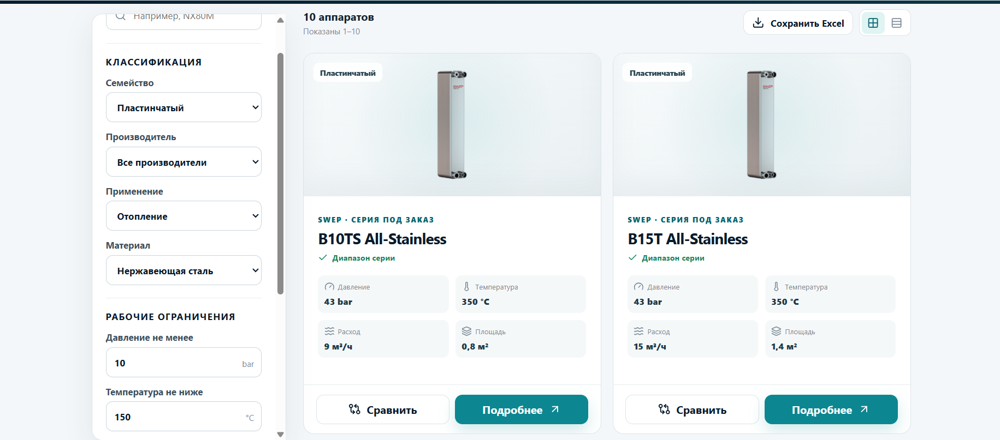 Например, NX80M
КЛАССИФИКАЦИЯ
Семейство
Пластинчатый
Производитель
Все производители
Применение
Отопление
Материал
Нержавеющая сталь
РАБОЧИЕ ОГРАНИЧЕНИЯ
Давление не менее
10 bar
Температура не ниже
150 °C
10 аппаратов
Показаны 1–10
Сохранить Excel
Пластинчатый
SWEP · СЕРИЯ ПОД ЗАКАЗ
B10TS All-Stainless
Диапазон серии
Давление
43 bar
Температура
350 °C
Расход
9 м³/ч
Площадь
0,8 м²
Сравнить
Подробнее
Пластинчатый
SWEP · СЕРИЯ ПОД ЗАКАЗ
B15T All-Stainless
Диапазон серии
Давление
43 bar
Температура
350 °C
Расход
15 м³/ч
Площадь
1,4 м²
Сравнить
Подробнее